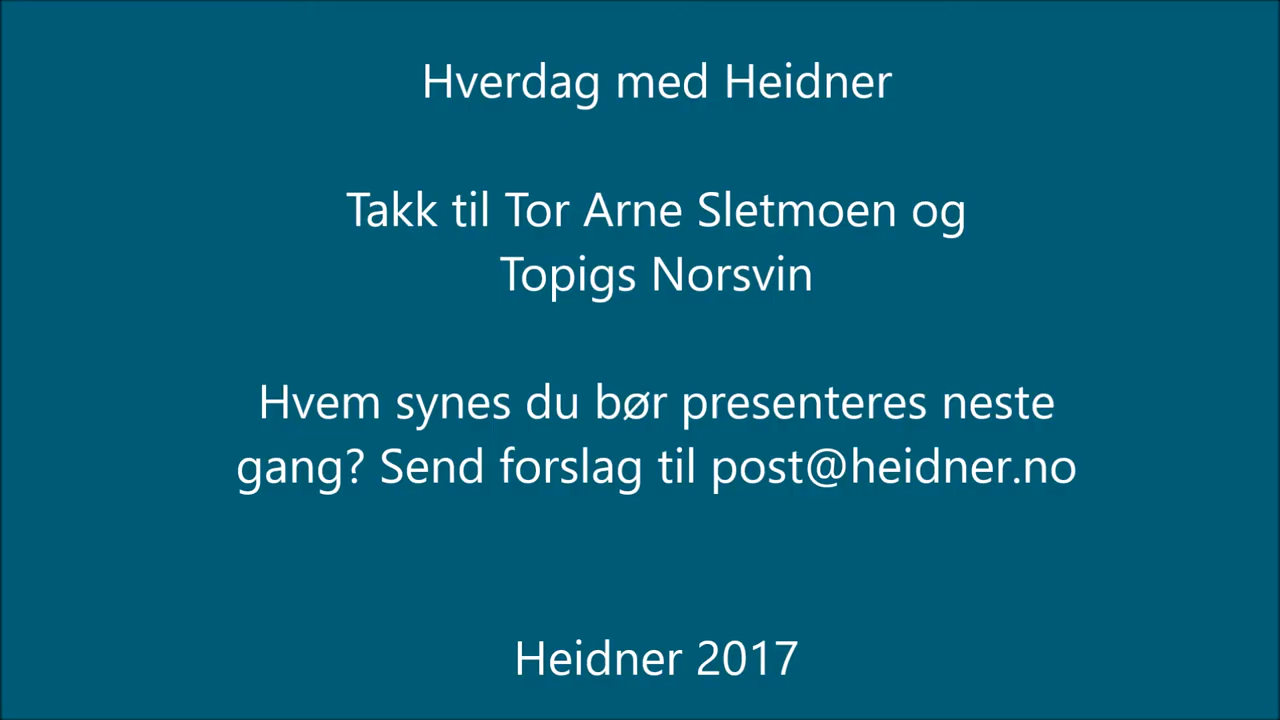 Hverdag med Heidner
Takk til Tor Arne Sletmoen og
Topigs Norsvin
Hvem synes du bør presenteres neste
gang? Send forslag til post@heidner.no
Heidner 2017